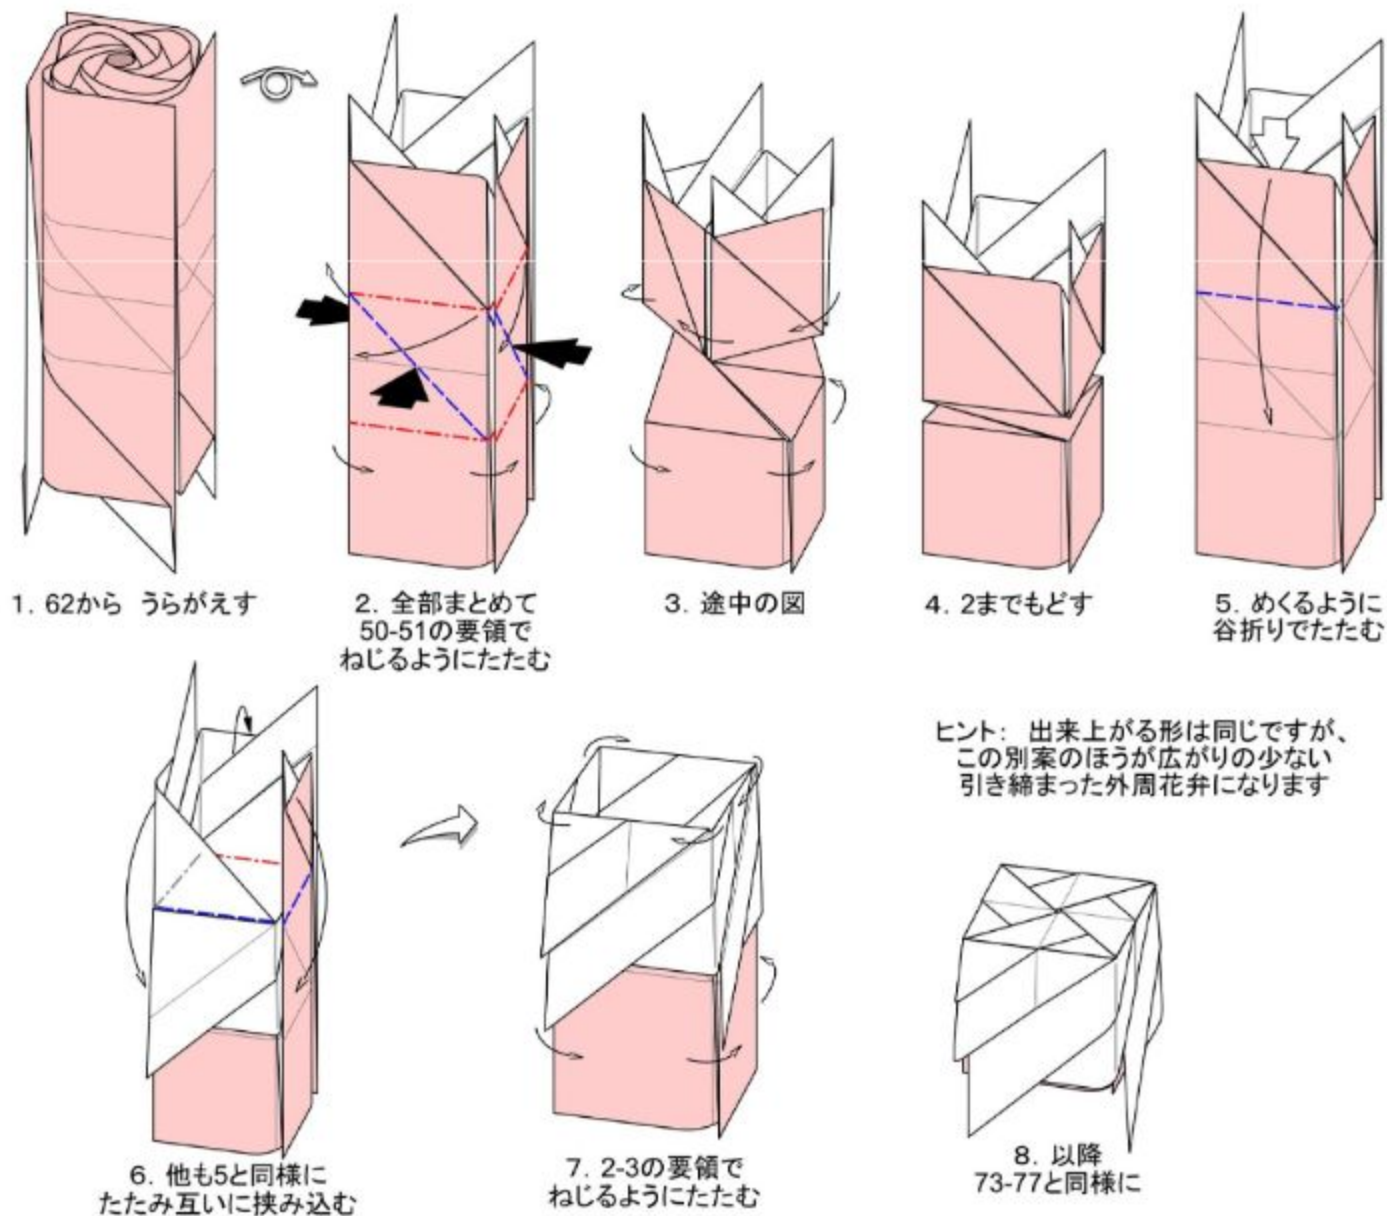 1. 62から うらがえす
2. 全部まとめて
50-51の要領で
ねじるようにたたむ
3. 途中の図
4. 2までもどす
5. めくるように
谷折りでたたむ
6. 他も5と同様に
たたみ互いに挟み込む
7. 2-3の要領で
ねじるようにたたむ
ヒント: 出来上がる形は同じですが、
この別案のほうが広がりの少ない
引き締まった外周花弁になります
8. 以降
73-77と同様に